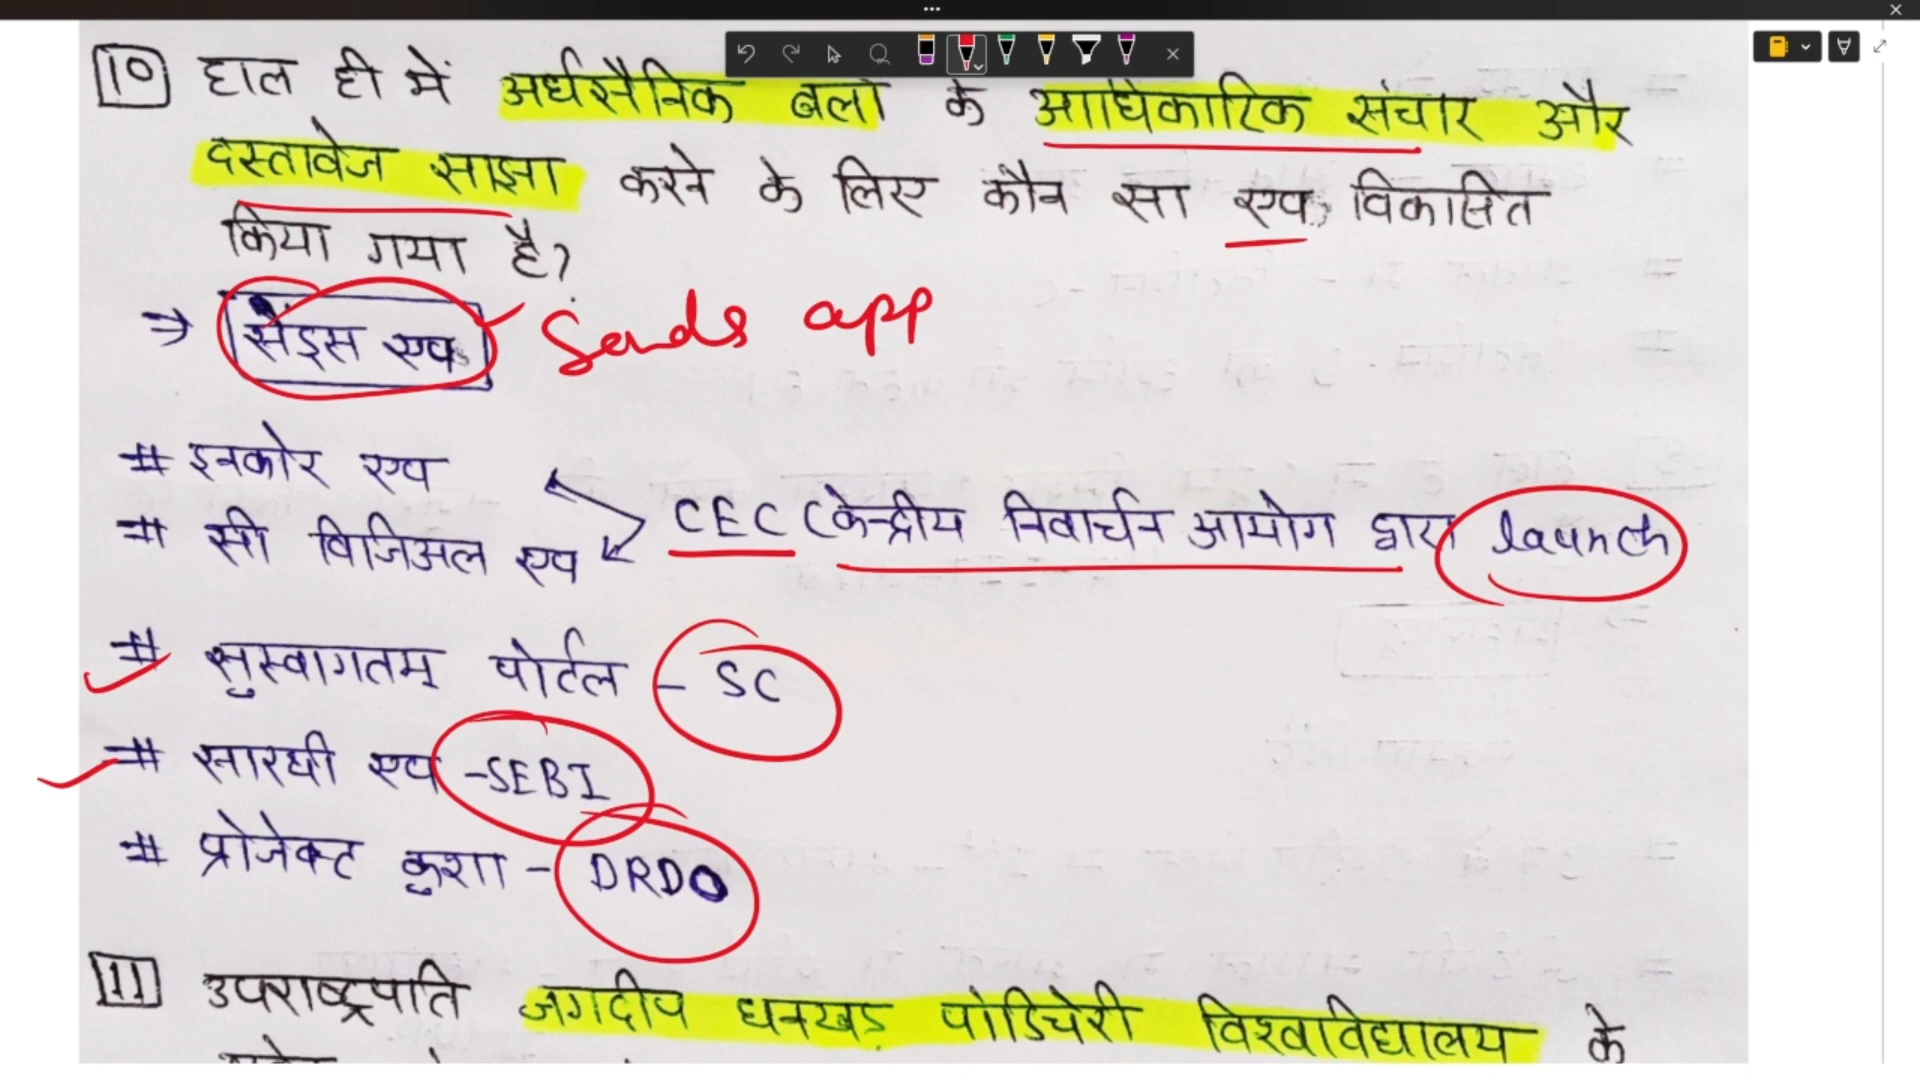 10 हाल ही में अर्धसैनिक बलों के आधिकारिक संचार और
दस्तावेज साझा करने के लिए कौन सा एप विकसित
किया गया है?
⇒ सेंड्स एप Sends app
# इनकोर एप
# सी विजिअल एप CEC (केन्द्रीय निवार्चन आयोग द्वारा launch
# सुस्वागतम् पोर्टल - SC
# सारथी एप - SEBI
# प्रोजेक्ट कुशा - DRDO
11 उपराष्ट्रपति जगदीप धनखड़ पांडिचेरी विश्वाविद्यालय के